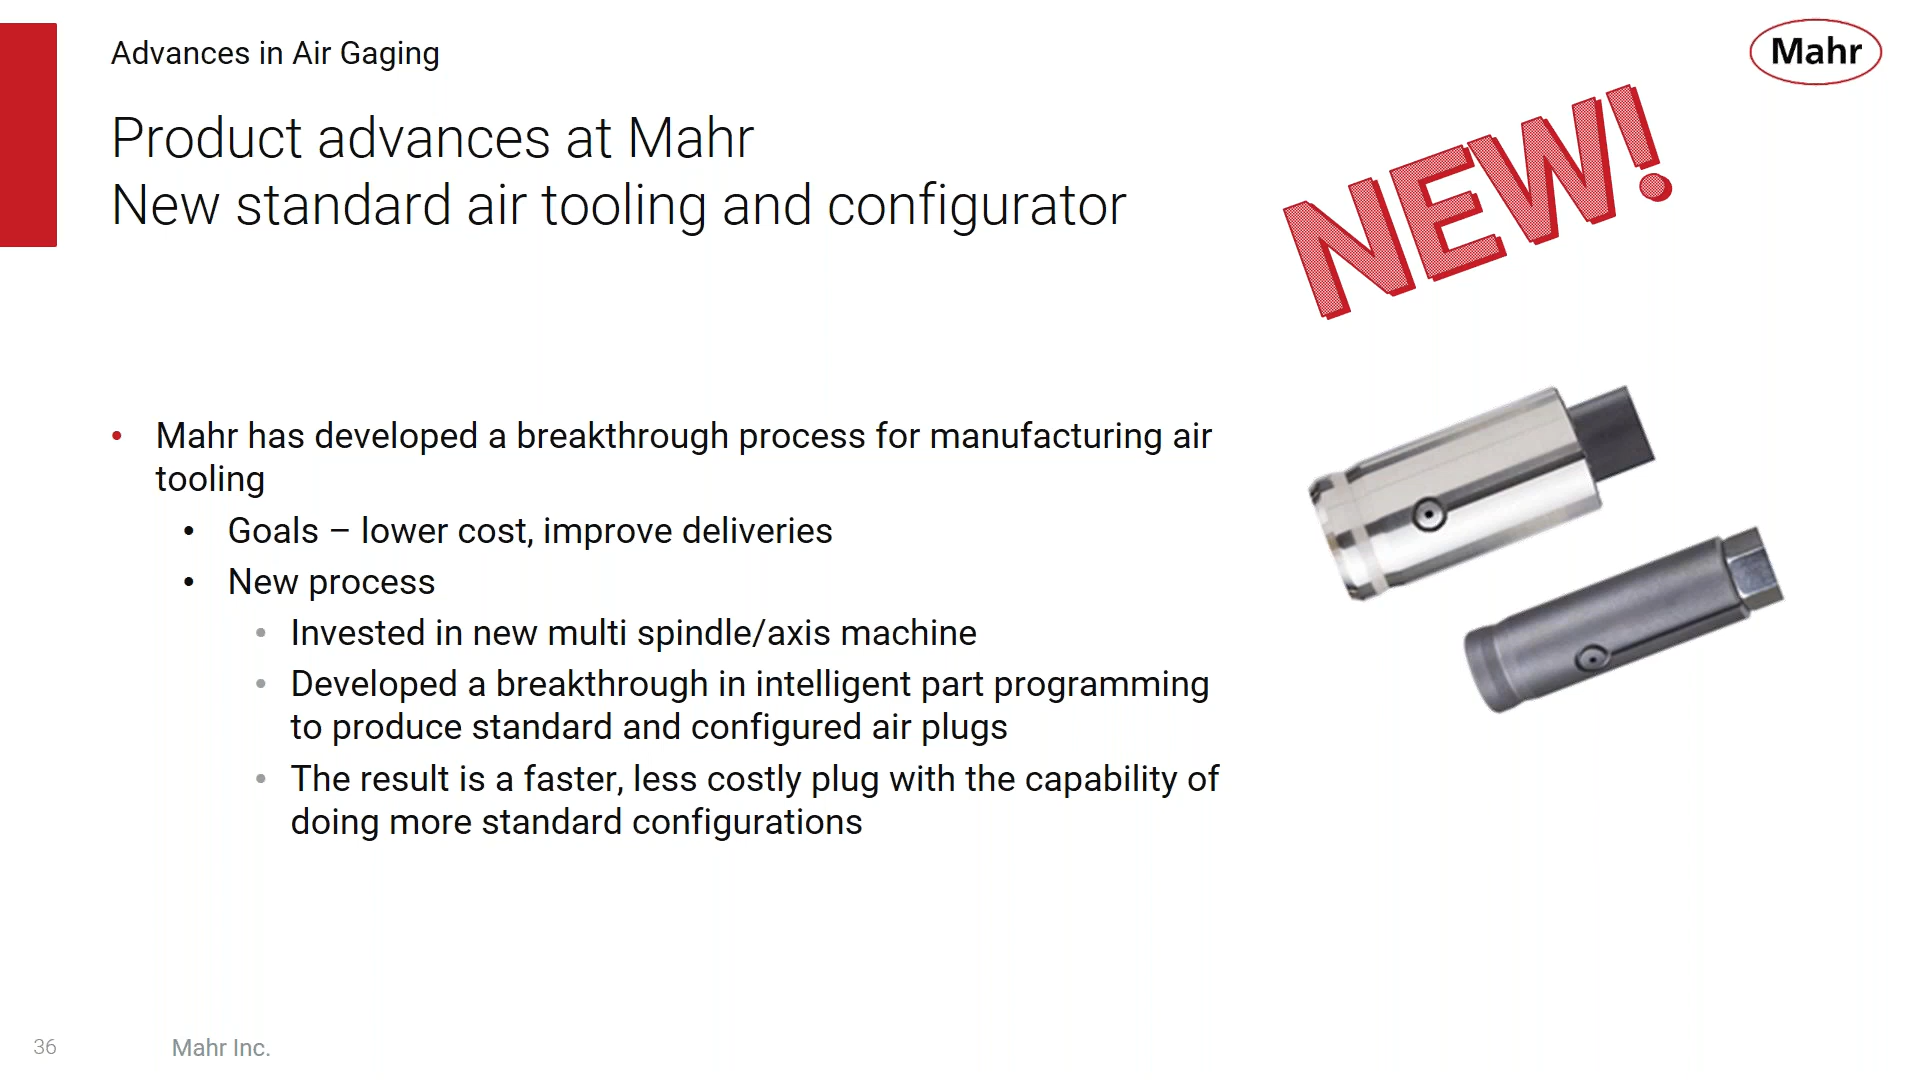 Advances in Air Gaging
Mahr
Product advances at Mahr
New standard air tooling and configurator
NEW!
• Mahr has developed a breakthrough process for manufacturing air
tooling
• Goals – lower cost, improve deliveries
• New process
• Invested in new multi spindle/axis machine
• Developed a breakthrough in intelligent part programming
to produce standard and configured air plugs
• The result is a faster, less costly plug with the capability of
doing more standard configurations
36
Mahr Inc.